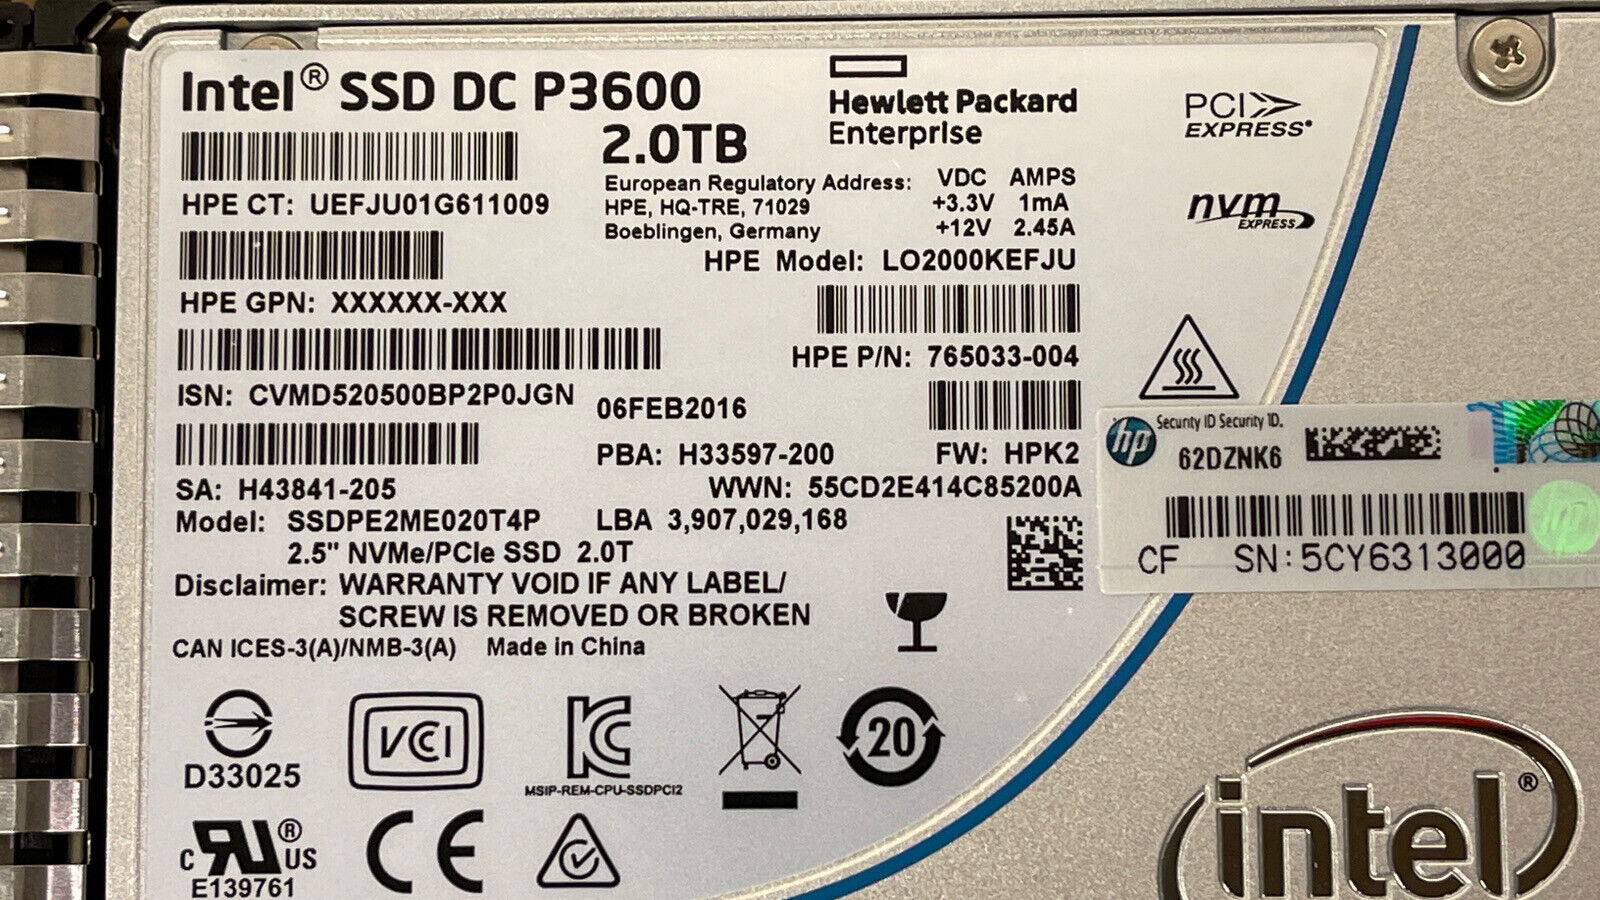 Intel® SSD DC P3600
2.0TB
Hewlett Packard
Enterprise
PCI
EXPRESS®
HPE CT: UEFJU01G611009
European Regulatory Address:
HPE, HQ-TRE, 71029
Boeblingen, Germany
VDC AMPS
+3.3V 1mA
+12V 2.45A
nvm
EXPRESS
HPE Model: LO2000KEFJU
HPE GPN: XXXXXX-XXX
HPE P/N: 765033-004
ISN: CVMD520500BP2P0JGN
06FEB2016
PBA: H33597-200
FW: HPK2
SA: H43841-205
WWN: 55CD2E414C85200A
Model: SSDPE2ME020T4P
LBA 3,907,029,168
2.5" NVMe/PCIe SSD 2.0T
Disclaimer: WARRANTY VOID IF ANY LABEL/
SCREW IS REMOVED OR BROKEN
CAN ICES-3(A)/NMB-3(A) Made in China
hp
Security ID Security ID.
62DZNK6
hp
CF SN:5CY6313000
D33025
VCI
KC
MSIP-REM-CPU-SSDPCI2
20
c RU® US
E139761
CE
intel®